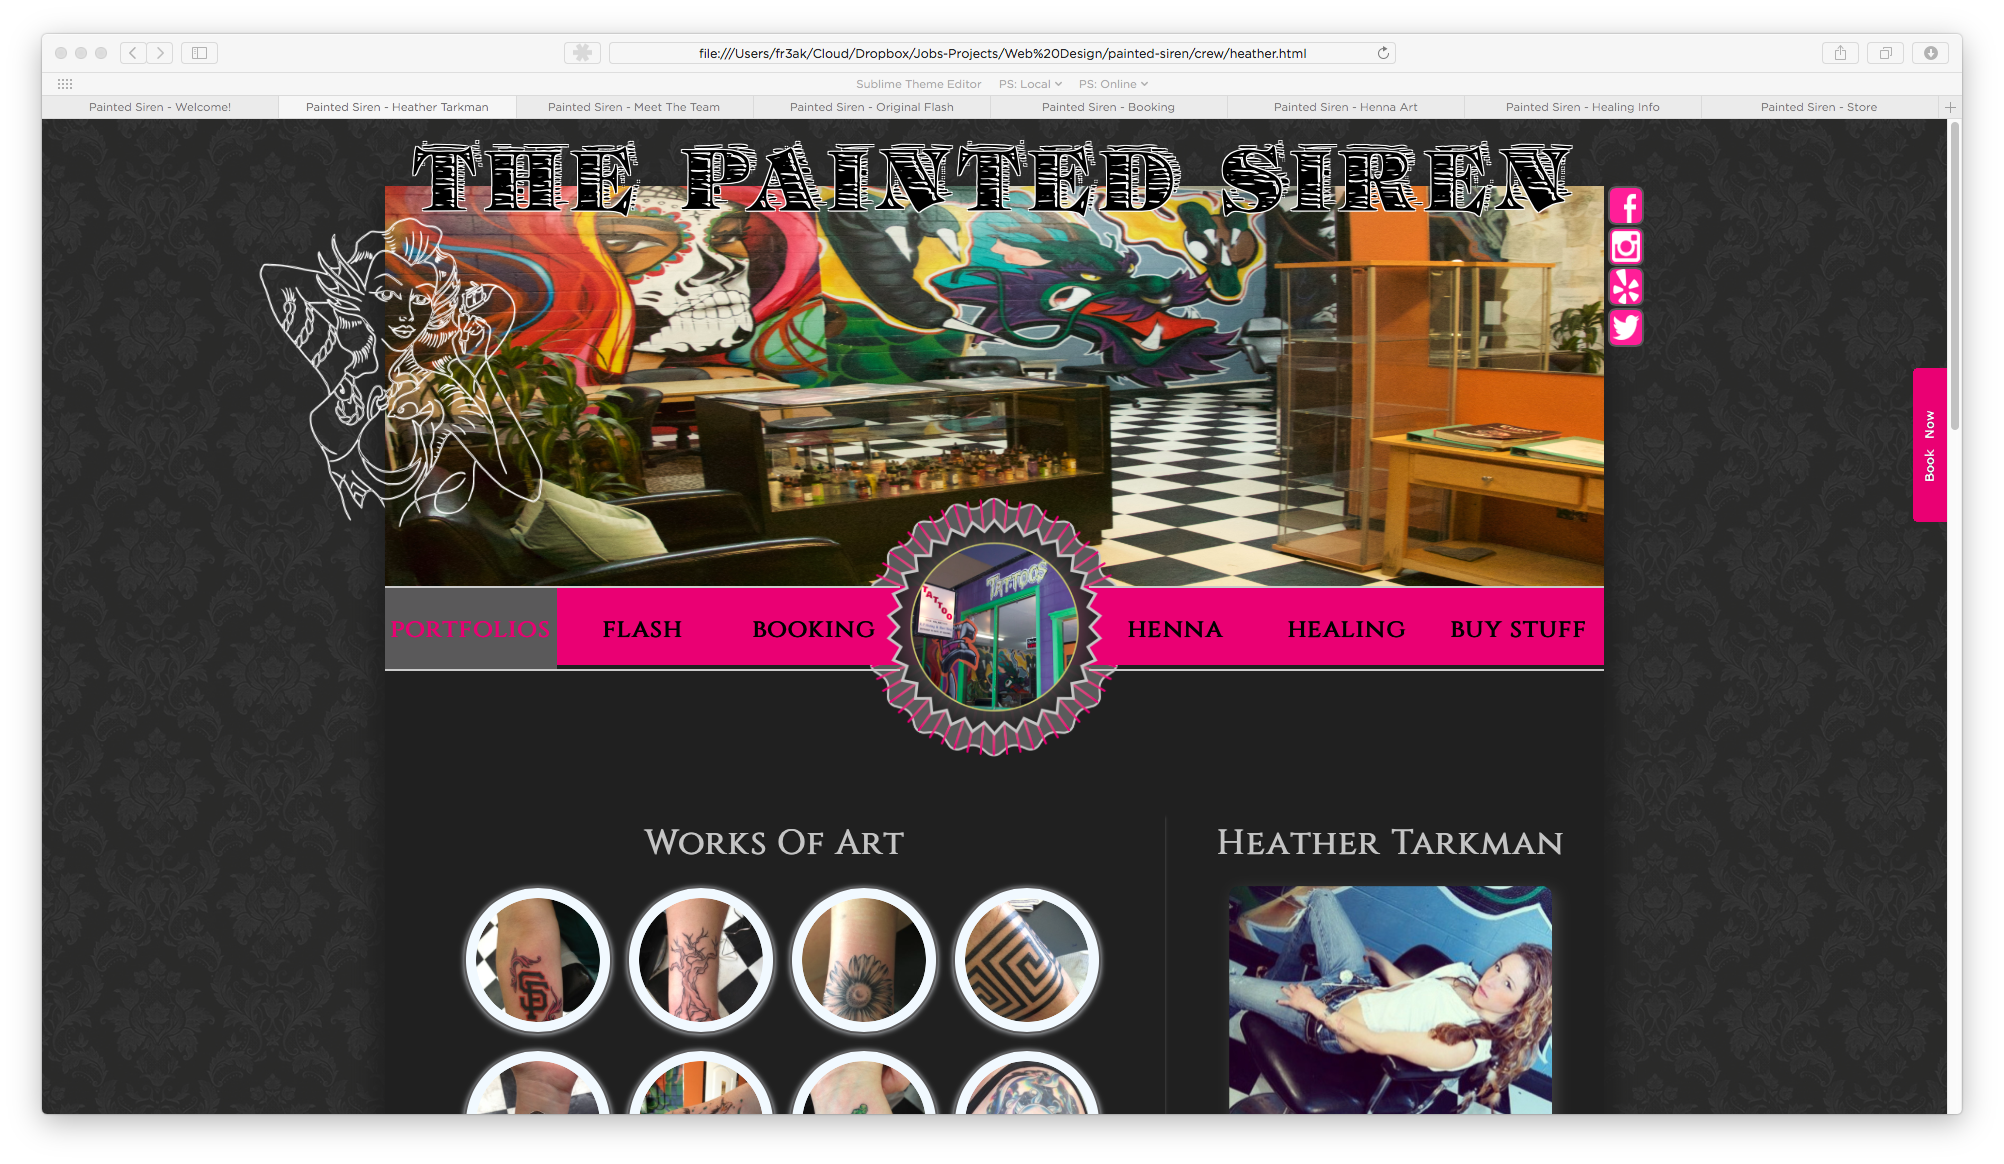 file:///Users/fr3ak/Cloud/Dropbox/Jobs-Projects/Web%20Design/painted-siren/crew/heather.html
Sublime Theme Editor PS: Local PS: Online
Painted Siren - Welcome! Painted Siren - Heather Tarkman Painted Siren - Meet The Team Painted Siren - Original Flash Painted Siren - Booking Painted Siren - Henna Art Painted Siren - Healing Info Painted Siren - Store
THE PAINTED SIREN
Book Now
TATTOOS
TATTOO
PORTFOLIOS FLASH BOOKING HENNA HEALING BUY STUFF
Works Of Art
Heather Tarkman
SF